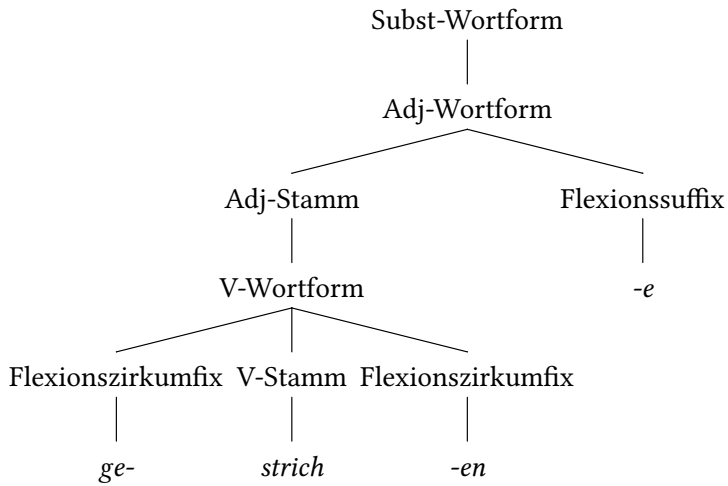 Subst-Wortform
Adj-Wortform
Adj-Stamm Flexionssuffix
V-Wortform -e
Flexionszirkumfix V-Stamm Flexionszirkumfix
ge- strich -en